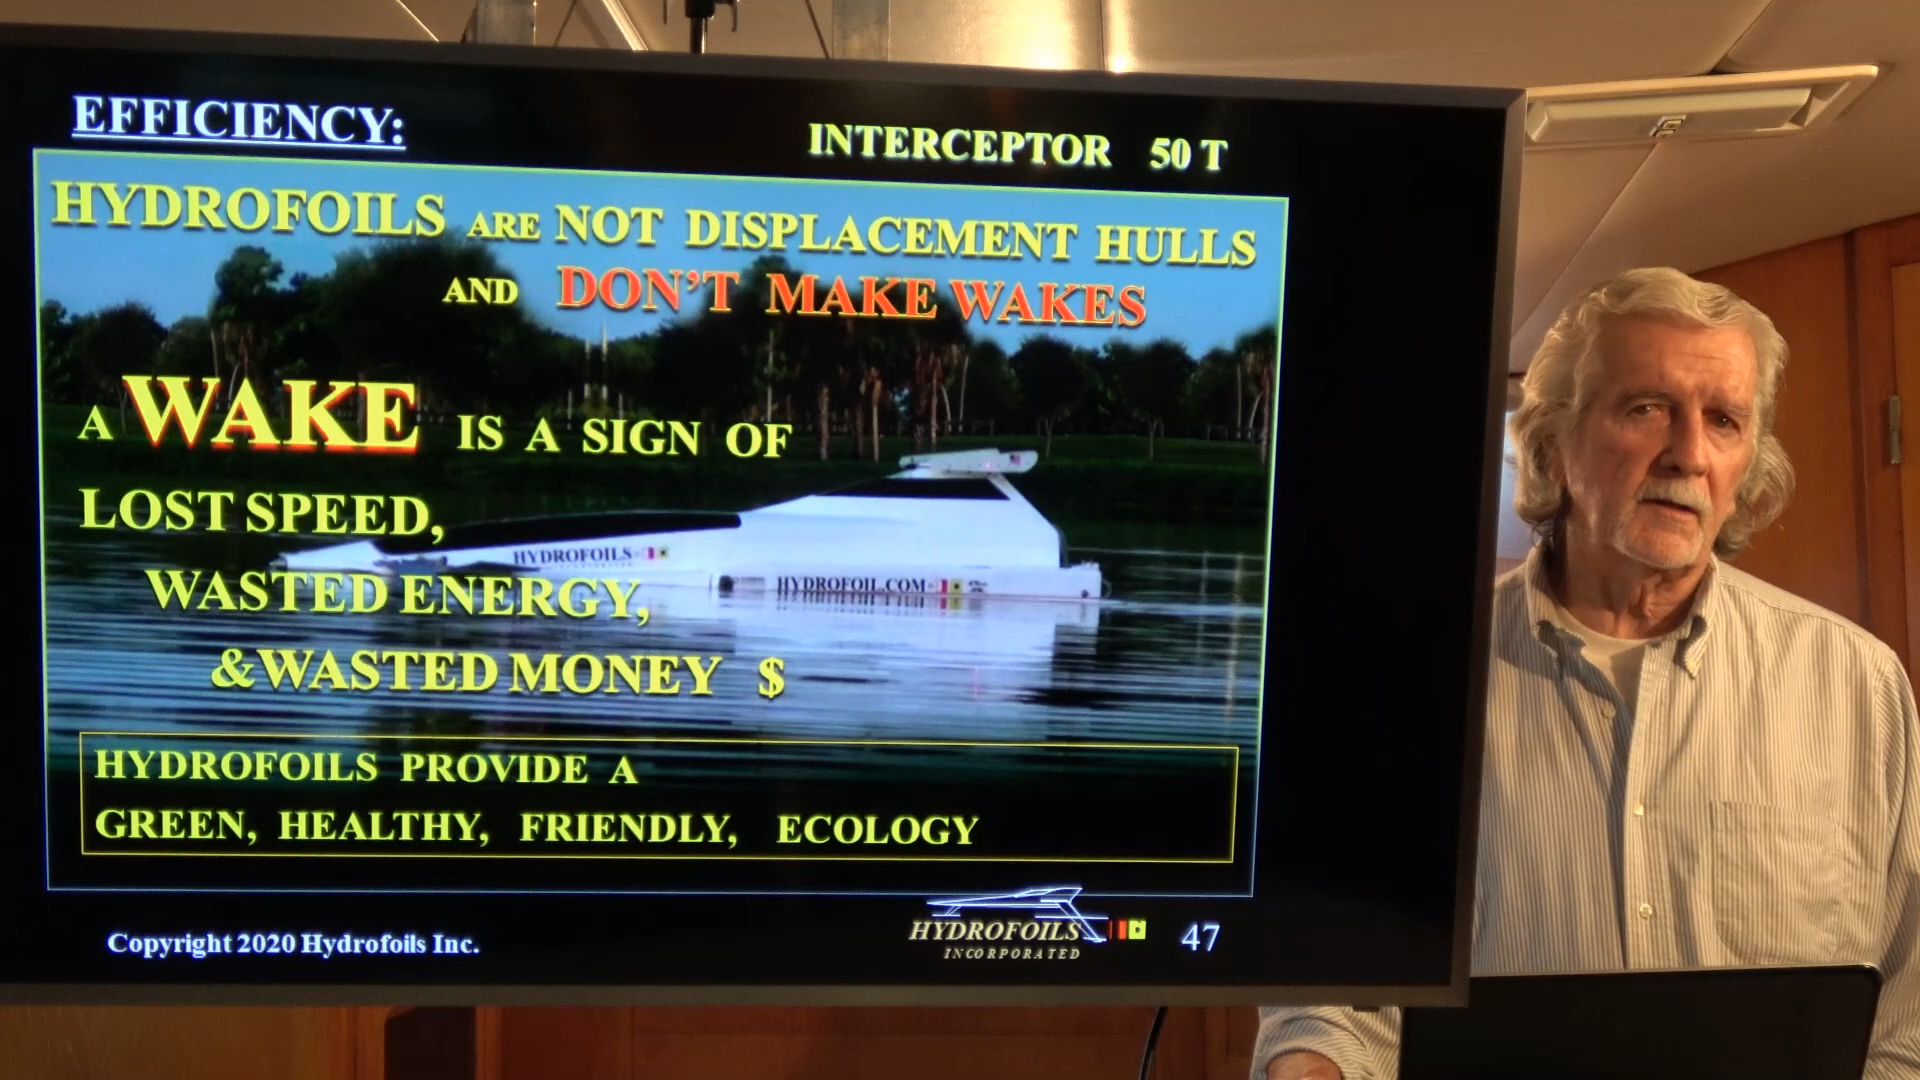 EFFICIENCY:
INTERCEPTOR 50 T
HYDROFOILS ARE NOT DISPLACEMENT HULLS
AND DON'T MAKE WAKES
A WAKE IS A SIGN OF
LOST SPEED,
WASTED ENERGY,
&WASTED MONEY $
HYDROFOILS
HYDROFOIL.COM
HYDROFOILS PROVIDE A
GREEN, HEALTHY, FRIENDLY, ECOLOGY
Copyright 2020 Hydrofoils Inc.
HYDROFOILS
INCORPORATED
47